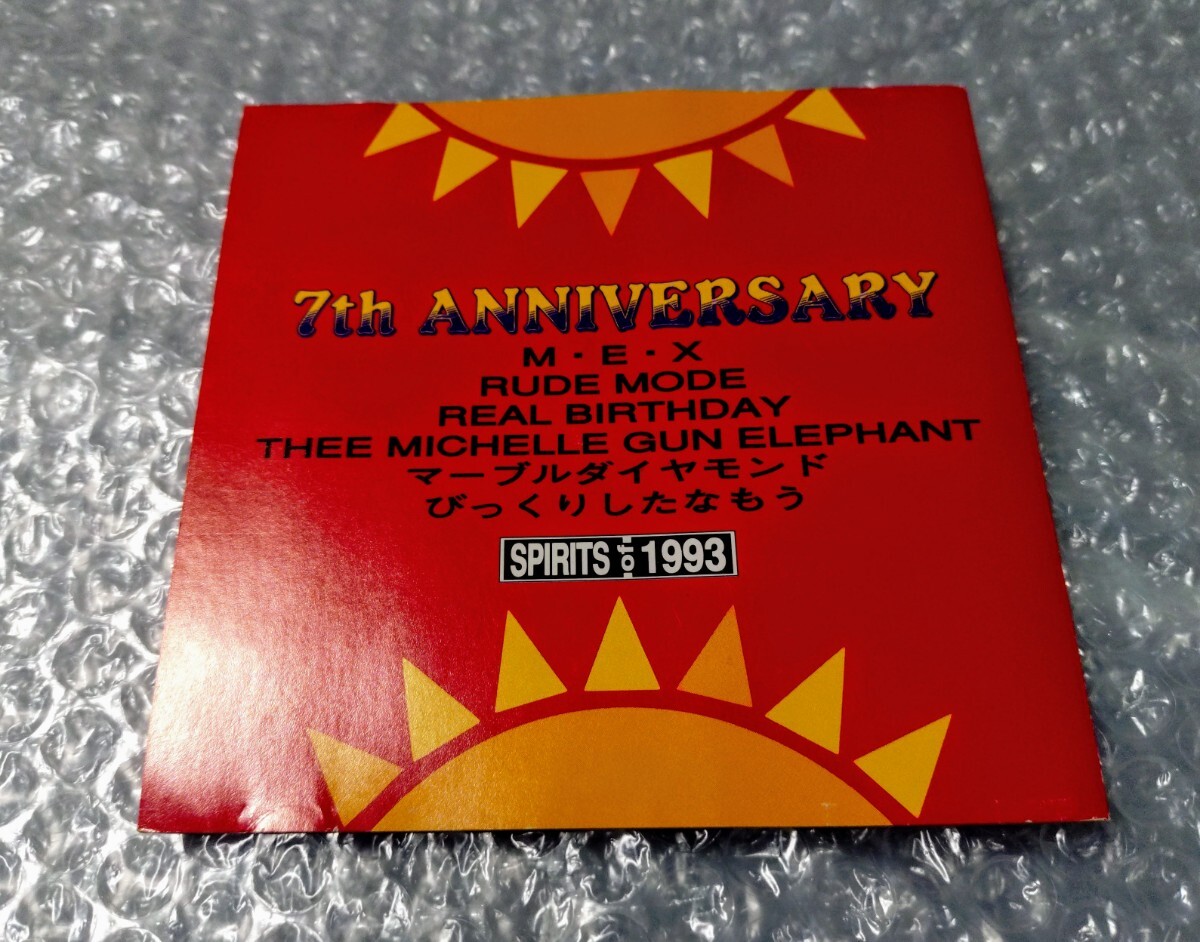 7th ANNIVERSARY
M・E・X
RUDE MODE
REAL BIRTHDAY
THEE MICHELLE GUN ELEPHANT
マーブルダイヤモンド
びっくりしたなもう
SPIRITS of 1993